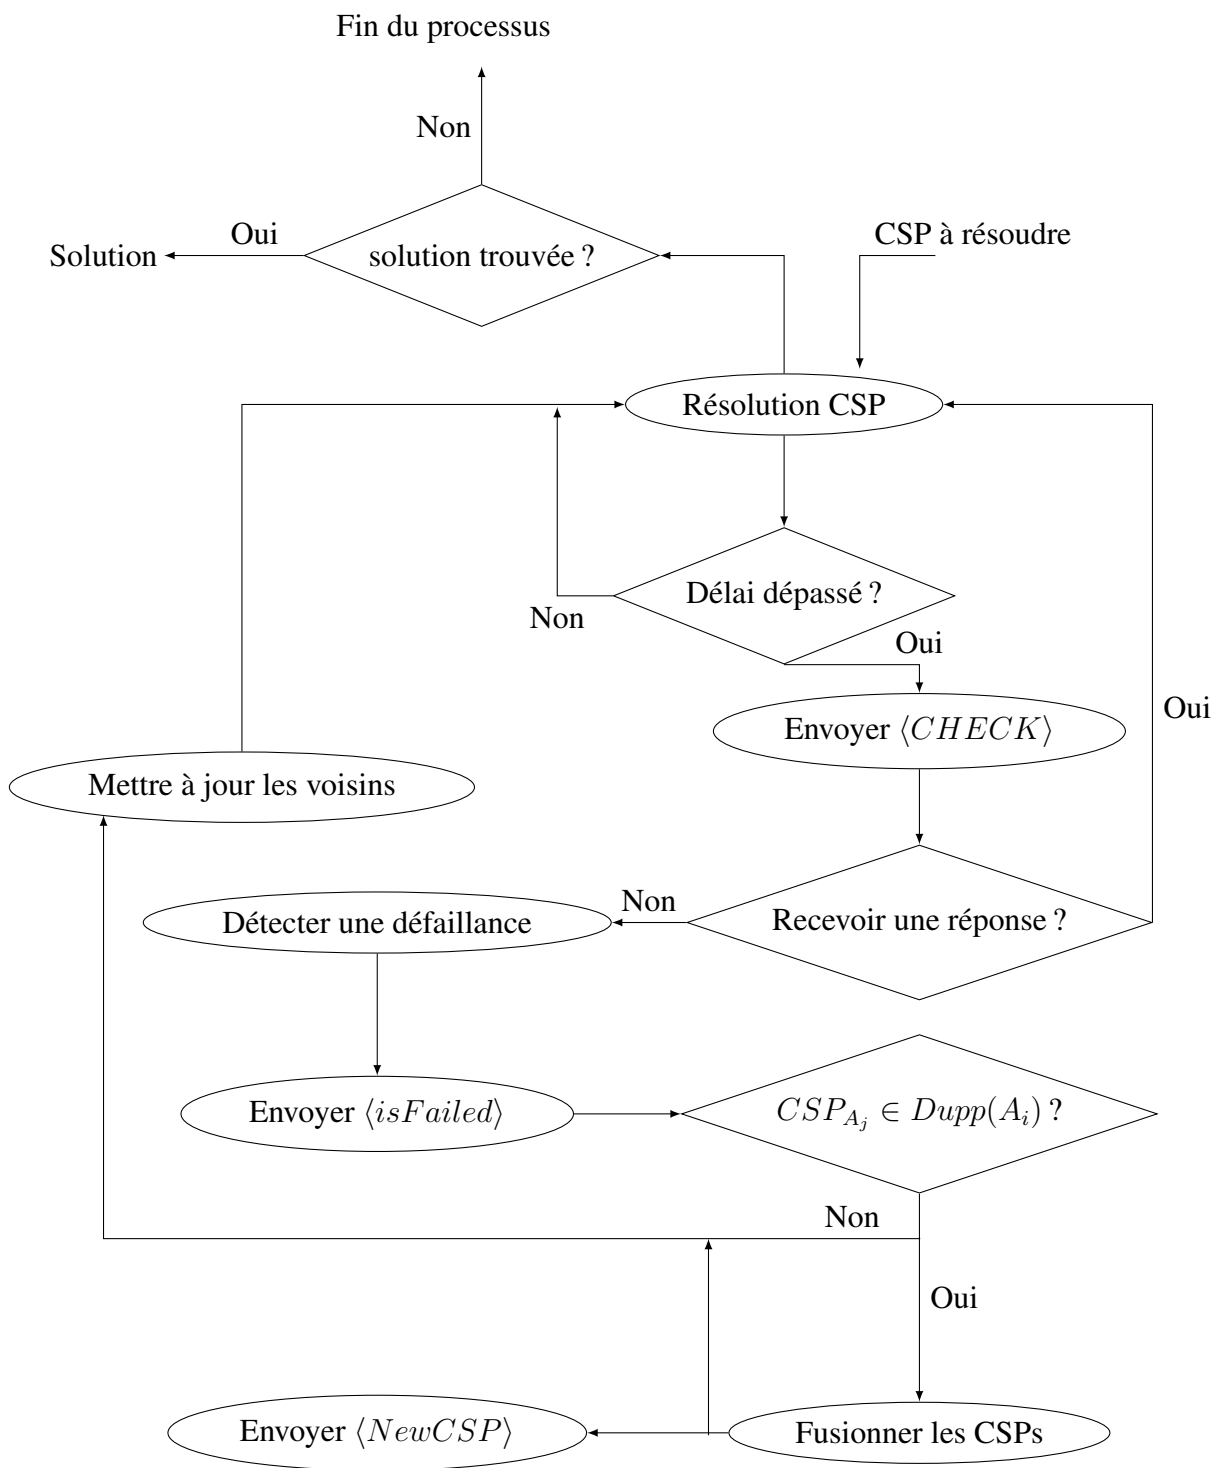 Fin du processus
Non
Oui
CSP à résoudre
Solution
solution trouvée ?
Résolution CSP
Délai dépassé ?
Non
Oui
Oui
Envoyer ⟨CHECK⟩
Mettre à jour les voisins
Non
Détecter une défaillance
Recevoir une réponse ?
Envoyer ⟨isFailed⟩
$CSP_{A_j} \in Dupp(A_i)$ ?
Non
Oui
Envoyer ⟨NewCSP⟩
Fusionner les CSPs